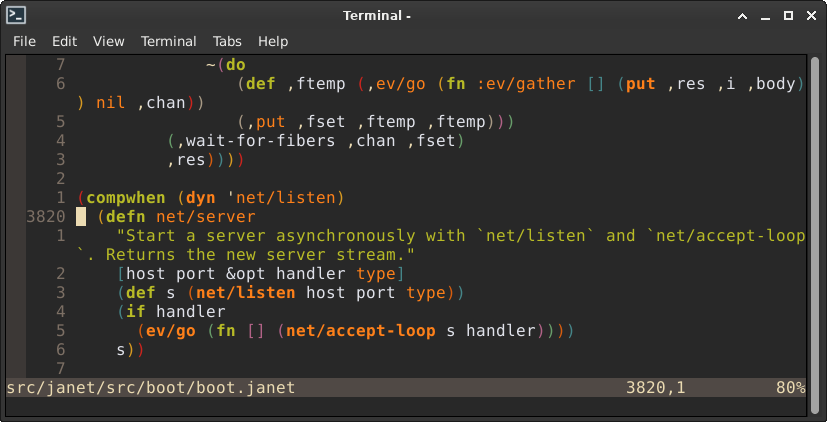 Terminal -
File Edit View Terminal Tabs Help
7 ~(do
6 (def ,ftemp (,ev/go (fn :ev/gather [] (put ,res ,i ,body)
) nil ,chan))
5 (,put ,fset ,ftemp ,ftemp)))
4 (,wait-for-fibers ,chan ,fset)
3 ,res))))
2
1 (compwhen (dyn 'net/listen)
3820 (defn net/server
1 "Start a server asynchronously with `net/listen` and `net/accept-loop
`. Returns the new server stream."
2 [host port &opt handler type]
3 (def s (net/listen host port type))
4 (if handler
5 (ev/go (fn [] (net/accept-loop s handler))))
6 s))
7
src/janet/src/boot/boot.janet 3820,1 80%